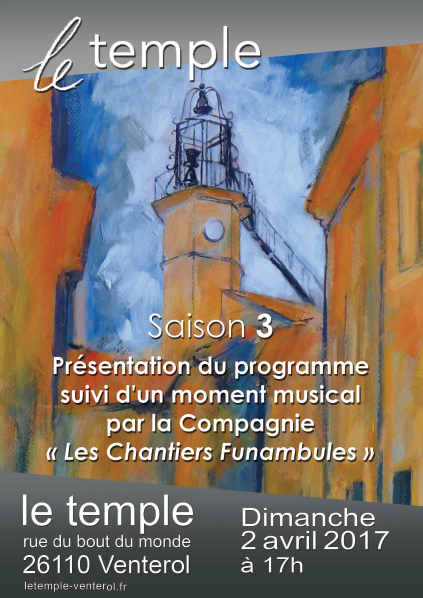 le temple
Saison 3
Présentation du programme
suivi d'un moment musical
par la Compagnie
« Les Chantiers Funambules »
le temple
rue du bout du monde
26110 Venterol
letemple-venterol.fr
Dimanche
2 avril 2017
à 17h